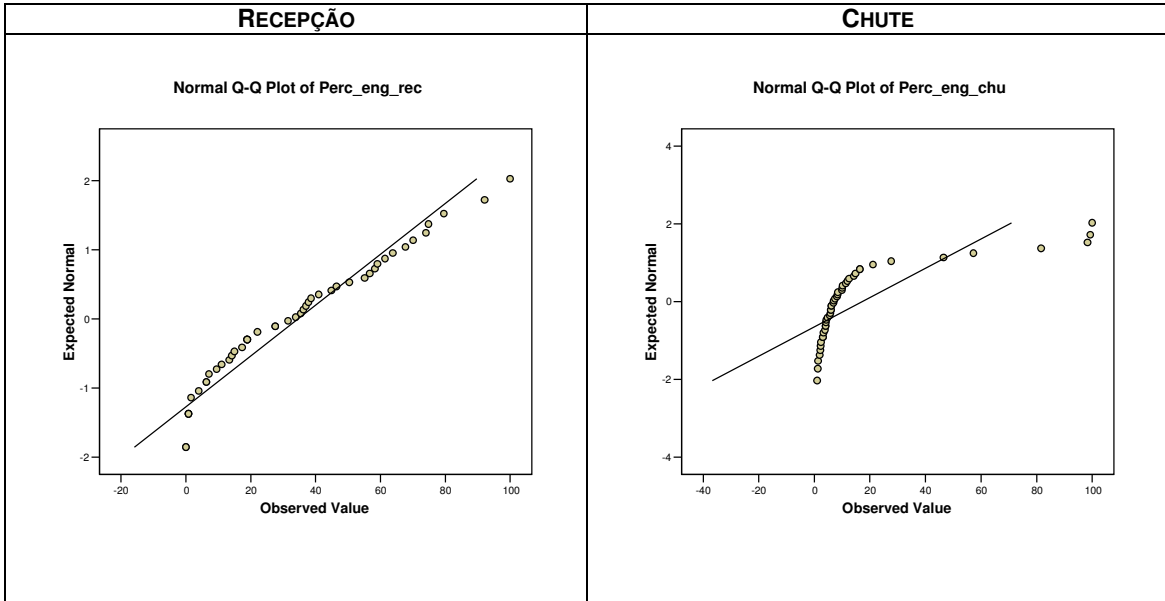 RECEPÇÃO
CHUTE
Normal Q-Q Plot of Perc_eng_rec
Expected Normal
2
1
0
-1
-2
-20 0 20 40 60 80 100
Observed Value
Normal Q-Q Plot of Perc_eng_chu
Expected Normal
4
2
0
-2
-4
-40 -20 0 20 40 60 80 100
Observed Value